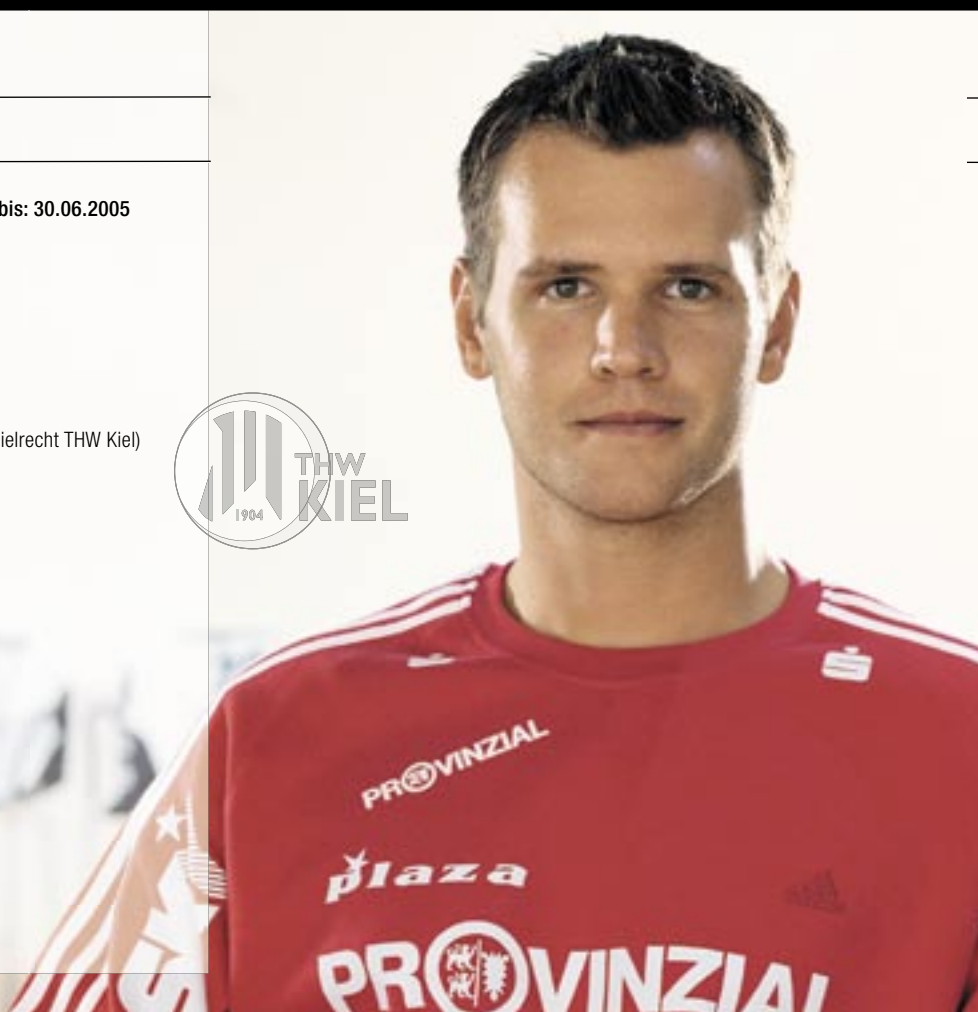 bis: 30.06.2005
ielrecht THW Kiel)
THW
KIEL
1904
PROVINZIAL
plaza
PROVINZIAL